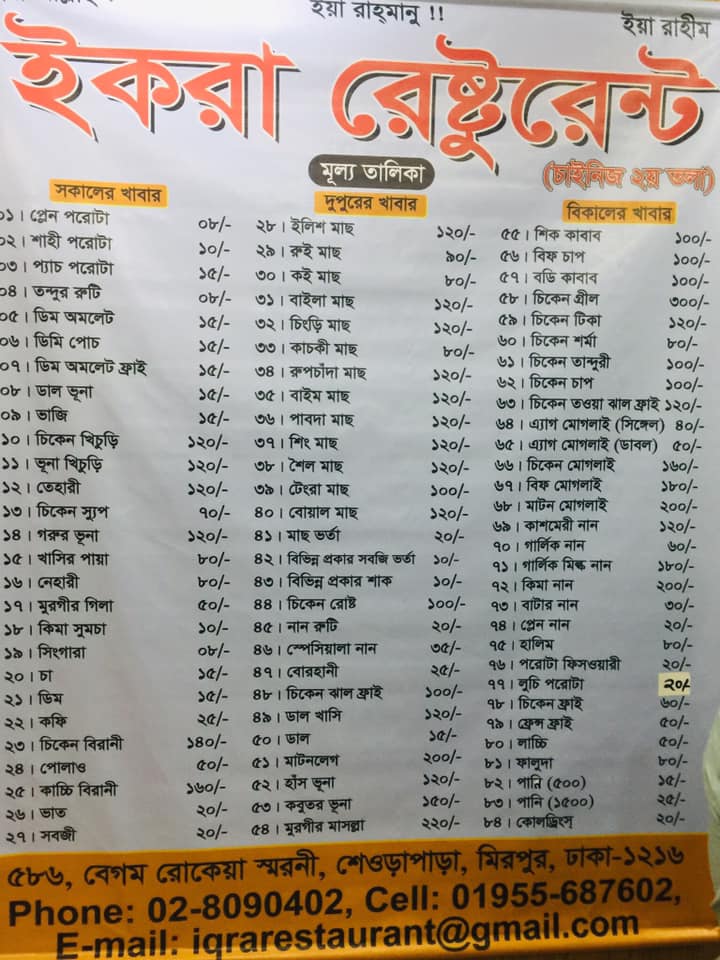 ইয়া রাহ্‌মানু !!
ইয়া রাহীম
ইকরা রেষ্টুরেন্ট
মূল্য তালিকা
(চাইনিজ ২য় তলা)
সকালের খাবার
০১। প্লেন পরোটা ০৮/-
০২। শাহী পরোটা ১০/-
০৩। প্যাচ পরোটা ১৫/-
০৪। তন্দুর রুটি ০৮/-
০৫। ডিম অমলেট ১৫/-
০৬। ডিমি পোচ ১৫/-
০৭। ডিম অমলেট ফ্রাই ১৫/-
০৮। ডাল ভূনা ১৫/-
০৯। ভাজি ১৫/-
১০। চিকেন খিচুড়ি ১২০/-
১১। ভূনা খিচুড়ি ১২০/-
১২। তেহারী ১২০/-
১৩। চিকেন স্যুপ ৭০/-
১৪। গরুর ভূনা ১২০/-
১৫। খাসির পায়া ৮০/-
১৬। নেহারী ৮০/-
১৭। মুরগীর গিলা ৫০/-
১৮। কিমা সুমচা ১০/-
১৯। সিংগারা ০৮/-
২০। চা ১৫/-
২১। ডিম ১৫/-
২২। কফি ২৫/-
২৩। চিকেন বিরানী ১৪০/-
২৪। পোলাও ৫০/-
২৫। কাচ্চি বিরানী ১৬০/-
২৬। ভাত ২০/-
২৭। সবজী ২০/-
দুপুরের খাবার
২৮। ইলিশ মাছ ১২০/-
২৯। রুই মাছ ৯০/-
৩০। কই মাছ ৮০/-
৩১। বাইলা মাছ ১২০/-
৩২। চিংড়ি মাছ ১২০/-
৩৩। কাচকী মাছ ৮০/-
৩৪। রুপচাঁদা মাছ ১২০/-
৩৫। বাইম মাছ ১২০/-
৩৬। পাবদা মাছ ১২০/-
৩৭। শিং মাছ ১২০/-
৩৮। শৈল মাছ ১২০/-
৩৯। টেংরা মাছ ১০০/-
৪০। বোয়াল মাছ ১২০/-
৪১। মাছ ভর্তা ২০/-
৪২। বিভিন্ন প্রকার সবজি ভর্তা ১০/-
৪৩। বিভিন্ন প্রকার শাক ১০/-
৪৪। চিকেন রোষ্ট ১০০/-
৪৫। নান রুটি ২০/-
৪৬। স্পেসিয়ালা নান ৩৫/-
৪৭। বোরহানী ২৫/-
৪৮। চিকেন ঝাল ফ্রাই ১০০/-
৪৯। ডাল খাসি ১২০/-
৫০। ডাল ১৫/-
৫১। মাটনলেগ ২০০/-
৫২। হাঁস ভূনা ১২০/-
৫৩। কবুতর ভূনা ১৫০/-
৫৪। মুরগীর মাসল্লা ২২০/-
বিকালের খাবার
৫৫। শিক কাবাব ১০০/-
৫৬। বিফ চাপ ১০০/-
৫৭। বডি কাবাব ১০০/-
৫৮। চিকেন গ্রীল ৩০০/-
৫৯। চিকেন টিকা ১২০/-
৬০। চিকেন শর্মা ৮০/-
৬১। চিকেন তান্দুরী ১০০/-
৬২। চিকেন চাপ ১০০/-
৬৩। চিকেন তওয়া ঝাল ফ্রাই ১২০/-
৬৪। এ্যাগ মোগলাই (সিঙ্গেল) ৪০/-
৬৫। এ্যাগ মোগলাই (ডাবল) ৫০/-
৬৬। চিকেন মোগলাই ১৬০/-
৬৭। বিফ মোগলাই ১৮০/-
৬৮। মাটন মোগলাই ২০০/-
৬৯। কাশমেরী নান ১২০/-
৭০। গার্লিক নান ৬০/-
৭১। গার্লিক মিল্ক নান ১৮০/-
৭২। কিমা নান ২০০/-
৭৩। বাটার নান ৩০/-
৭৪। প্লেন নান ২০/-
৭৫। হালিম ৮০/-
৭৬। পরোটা ফিসওয়ারী ২০/-
৭৭। লুচি পরোটা ২০/-
৭৮। চিকেন ফ্রাই ৬০/-
৭৯। ফ্রেন্স ফ্রাই ৫০/-
৮০। লাচ্ছি ৫০/-
৮১। ফালুদা ৮০/-
৮২। পানি (৫০০) ১৫/-
৮৩। পানি (১৫০০) ২৫/-
৮৪। কোলড্রিংস্ ২০/-
৫৮৬, বেগম রোকেয়া স্মরনী, শেওড়াপাড়া, মিরপুর, ঢাকা-১২১৬
Phone: 02-8090402, Cell: 01955-687602,
E-mail: iqrarestaurant@gmail.com